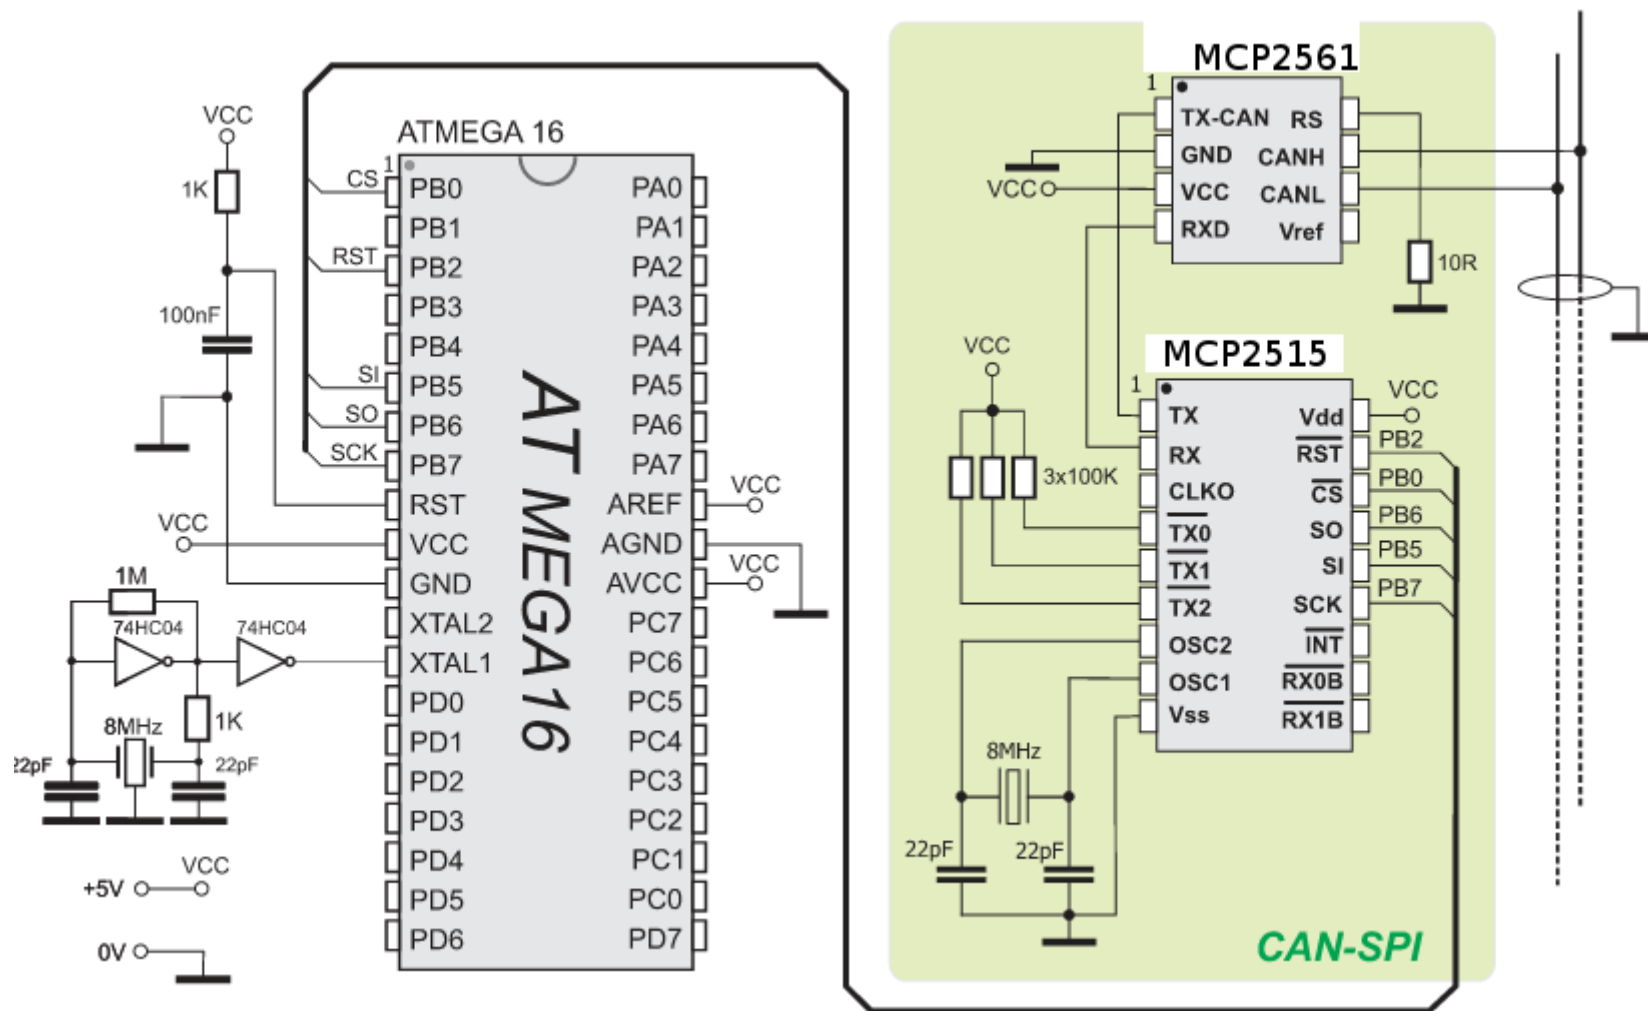 VCC
1K
100nF
VCC
1M
74HC04
74HC04
1K
8MHz
22pF
22pF
VCC
+5V
0V
CS
RST
SI
SO
SCK
ATMEGA 16
1
PB0
PB1
PB2
PB3
PB4
PB5
PB6
PB7
RST
VCC
GND
XTAL2
XTAL1
PD0
PD1
PD2
PD3
PD4
PD5
PD6
AT MEGA16
PA0
PA1
PA2
PA3
PA4
PA5
PA6
PA7
AREF
AGND
AVCC
PC7
PC6
PC5
PC4
PC3
PC2
PC1
PC0
PD7
VCC
VCC
MCP2561
1
TX-CAN
GND
VCC
RXD
RS
CANH
CANL
Vref
VCC
10R
MCP2515
1
VCC
3x100K
TX
RX
CLKO
TX0
TX1
TX2
OSC2
OSC1
Vss
Vdd
RST
CS
SO
SI
SCK
INT
RX0B
RX1B
VCC
PB2
PB0
PB6
PB5
PB7
8MHz
22pF
22pF
CAN-SPI